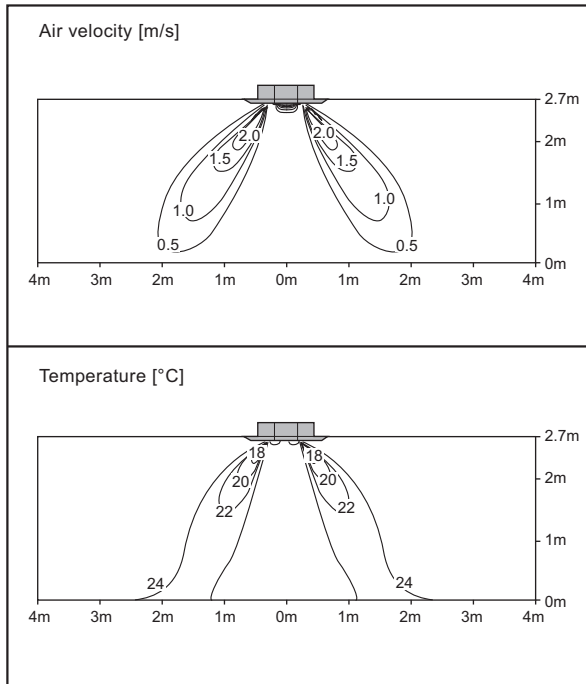 Air velocity [m/s]
2.7m
2.0 2.0 2m
1.5 1.5
1.0 1.0 1m
0.5 0.5
0m
4m 3m 2m 1m 0m 1m 2m 3m 4m
Temperature [°C]
2.7m
18 18
20 20 2m
22 22
1m
24 24
0m
4m 3m 2m 1m 0m 1m 2m 3m 4m